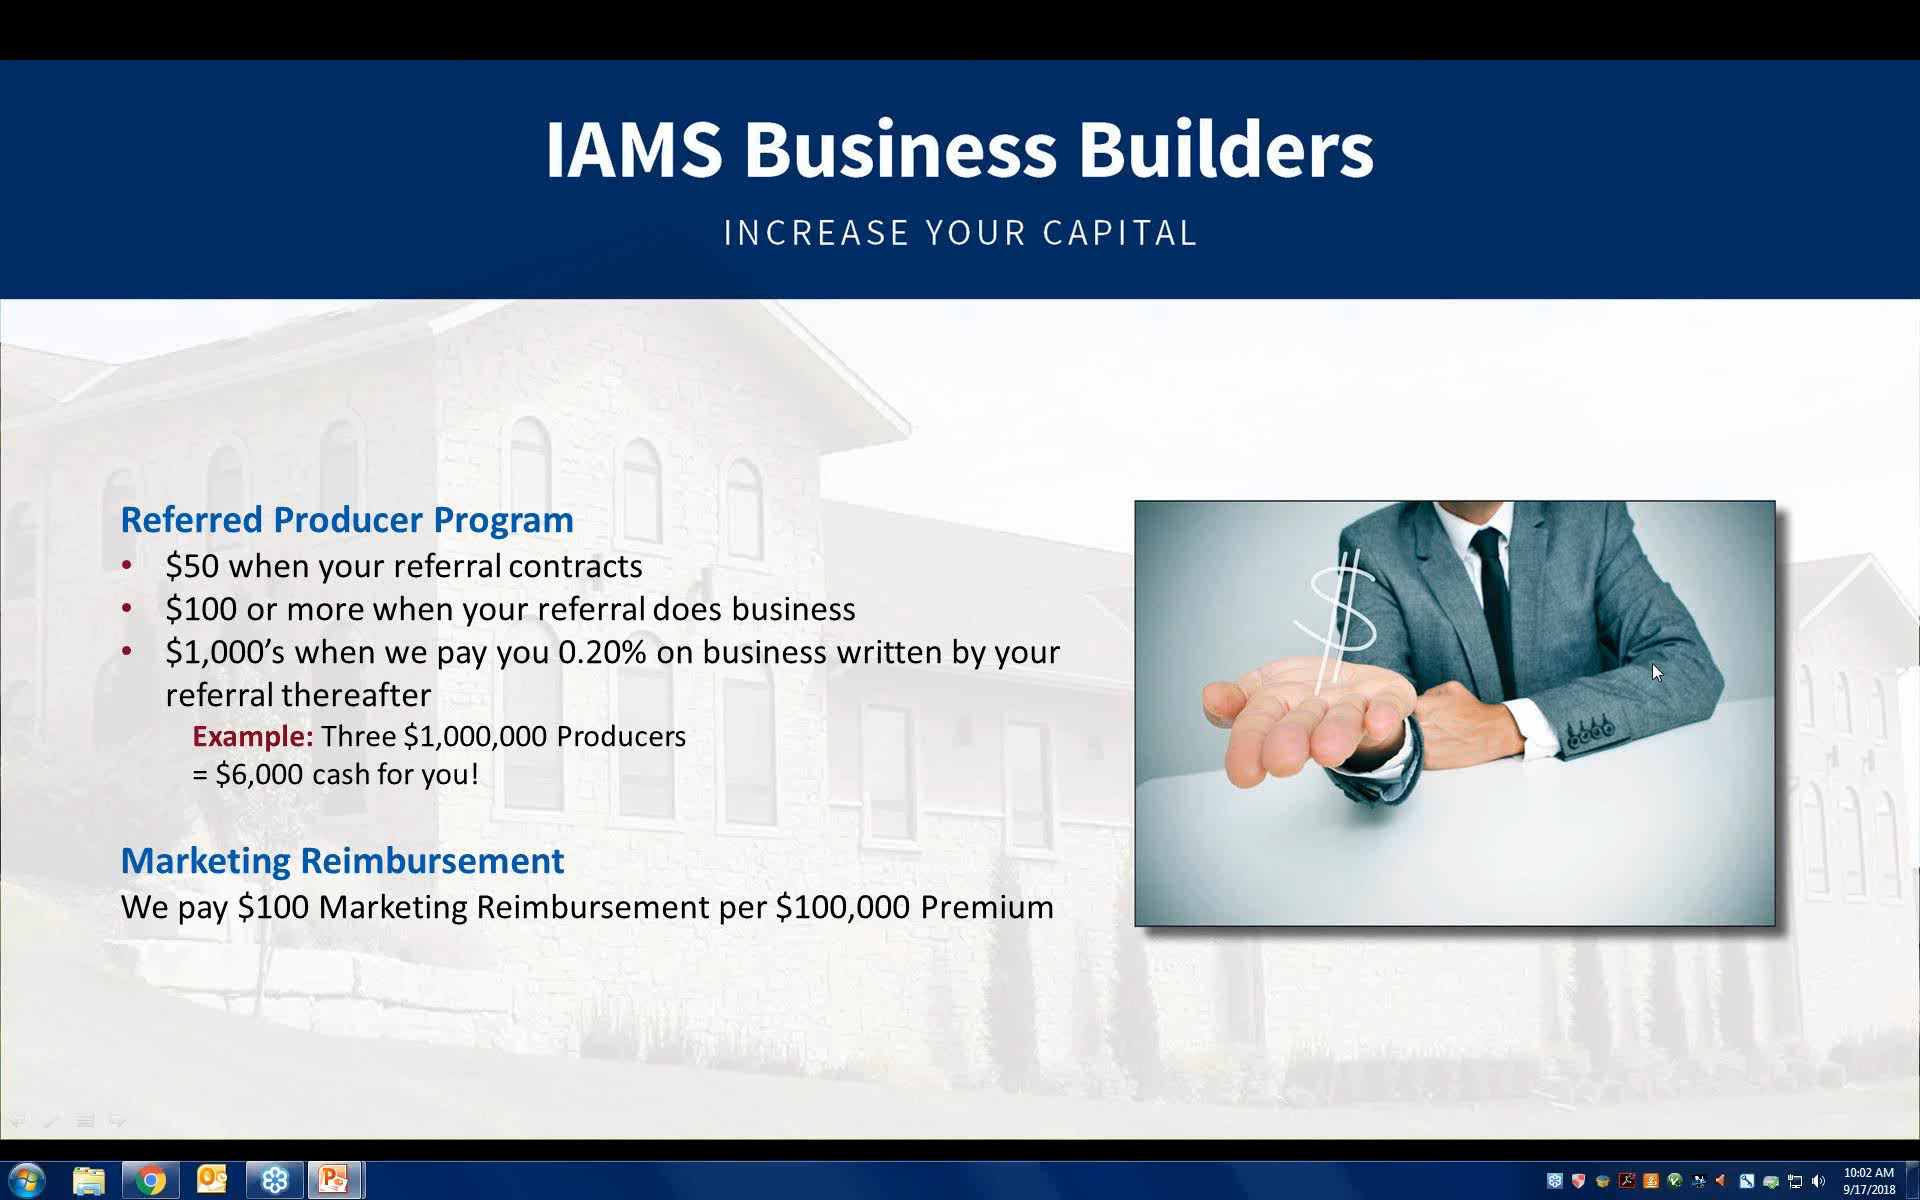 IAMS Business Builders
INCREASE YOUR CAPITAL
Referred Producer Program
• $50 when your referral contracts
• $100 or more when your referral does business
• $1,000’s when we pay you 0.20% on business written by your
referral thereafter
Example: Three $1,000,000 Producers
= $6,000 cash for you!
$
Marketing Reimbursement
We pay $100 Marketing Reimbursement per $100,000 Premium
10:02 AM
9/17/2018